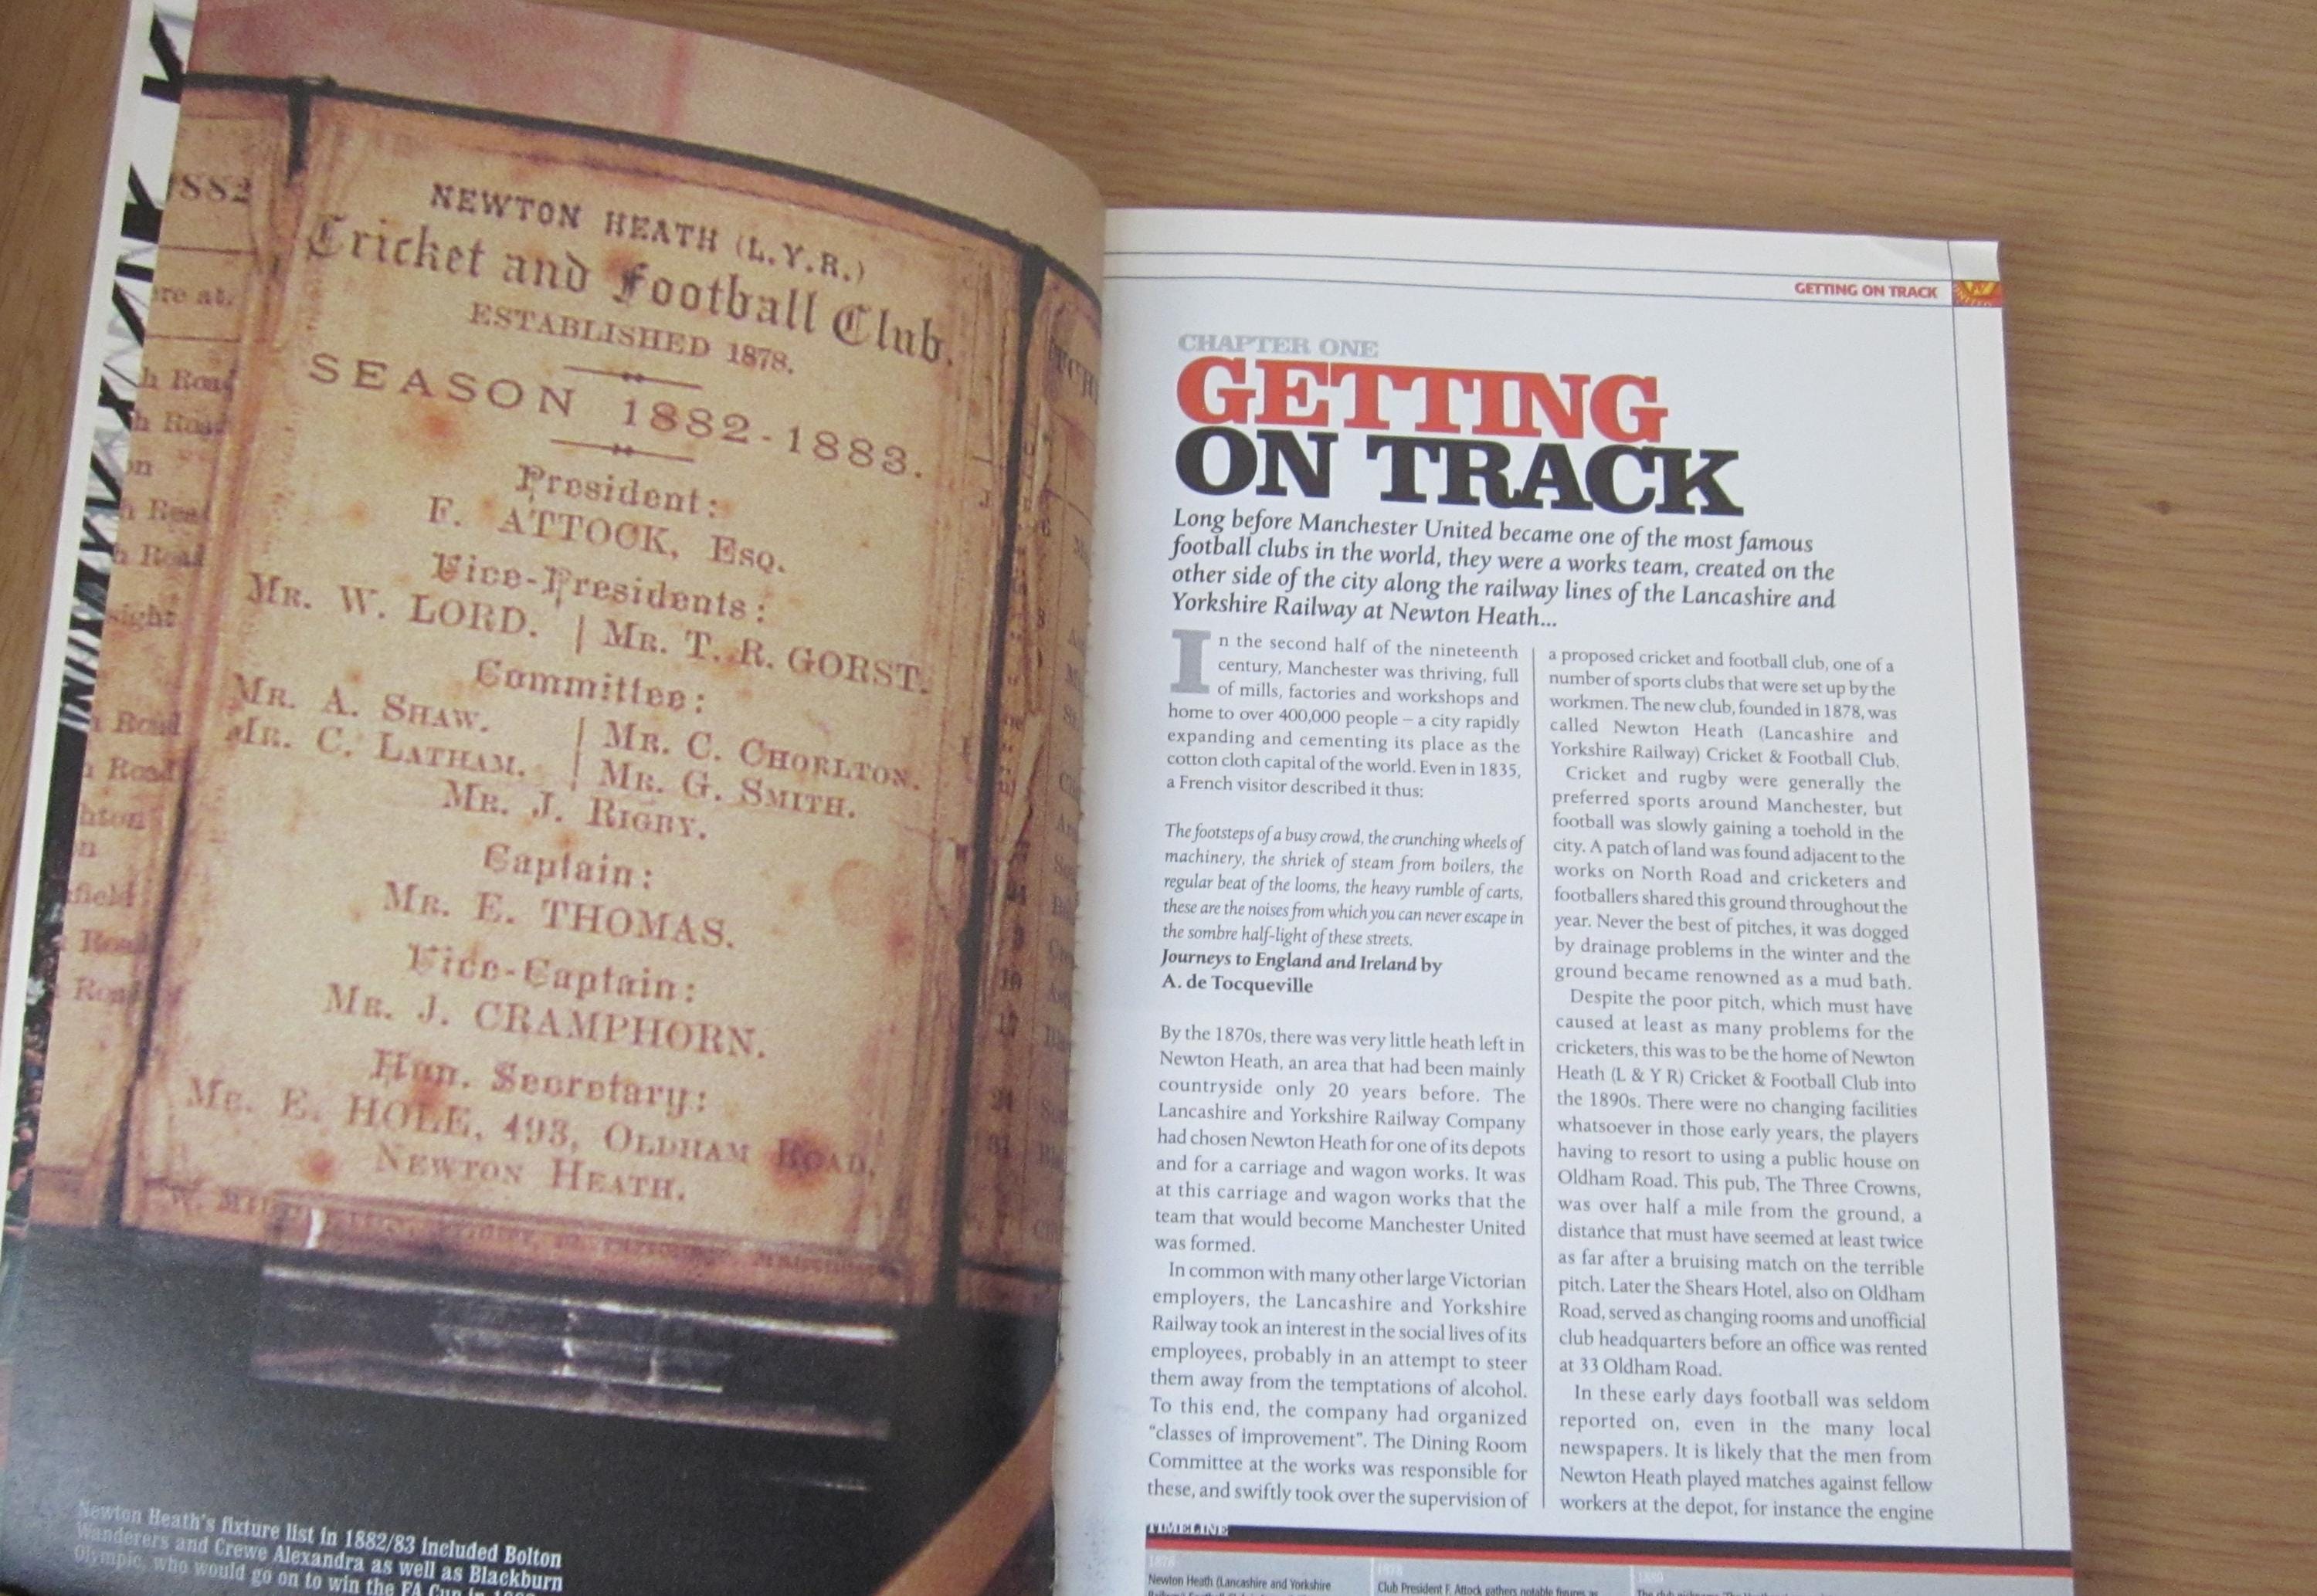 1882
ere at.
h Road
h Road
on
h Road
h Road
sight
h Road
h Road
hton
n
field
Road
Road
NEWTON HEATH (L.Y.R.)
Cricket and Football Club.
ESTABLISHED 1878.
SEASON 1882-1883.
President:
F. ATTOCK, Esq.
Vice-Presidents:
Mr. W. LORD. | Mr. T. R. GORST.
Committee:
Mr. A. Shaw. | Mr. C. Chorlton.
Mr. C. Latham. | Mr. G. Smith.
Mr. J. Rigby.
Captain:
Mr. E. THOMAS.
Vice-Captain:
Mr. J. CRAMPHORN.
Hon. Secretary:
Mr. E. HOLE, 493, Oldham Road,
Newton Heath.
Newton Heath's fixture list in 1882/83 included Bolton
Wanderers and Crewe Alexandra as well as Blackburn
Olympic, who would go on to win the FA Cup in
GETTING ON TRACK
CHAPTER ONE
GETTING
ON TRACK
Long before Manchester United became one of the most famous
football clubs in the world, they were a works team, created on the
other side of the city along the railway lines of the Lancashire and
Yorkshire Railway at Newton Heath...
In the second half of the nineteenth
century, Manchester was thriving, full
of mills, factories and workshops and
home to over 400,000 people – a city rapidly
expanding and cementing its place as the
cotton cloth capital of the world. Even in 1835,
a French visitor described it thus:
The footsteps of a busy crowd, the crunching wheels of
machinery, the shriek of steam from boilers, the
regular beat of the looms, the heavy rumble of carts,
these are the noises from which you can never escape in
the sombre half-light of these streets.
Journeys to England and Ireland by
A. de Tocqueville
By the 1870s, there was very little heath left in
Newton Heath, an area that had been mainly
countryside only 20 years before. The
Lancashire and Yorkshire Railway Company
had chosen Newton Heath for one of its depots
and for a carriage and wagon works. It was
at this carriage and wagon works that the
team that would become Manchester United
was formed.
In common with many other large Victorian
employers, the Lancashire and Yorkshire
Railway took an interest in the social lives of its
employees, probably in an attempt to steer
them away from the temptations of alcohol.
To this end, the company had organized
“classes of improvement”. The Dining Room
Committee at the works was responsible for
these, and swiftly took over the supervision of
a proposed cricket and football club, one of a
number of sports clubs that were set up by the
workmen. The new club, founded in 1878, was
called Newton Heath (Lancashire and
Yorkshire Railway) Cricket & Football Club.
Cricket and rugby were generally the
preferred sports around Manchester, but
football was slowly gaining a toehold in the
city. A patch of land was found adjacent to the
works on North Road and cricketers and
footballers shared this ground throughout the
year. Never the best of pitches, it was dogged
by drainage problems in the winter and the
ground became renowned as a mud bath.
Despite the poor pitch, which must have
caused at least as many problems for the
cricketers, this was to be the home of Newton
Heath (L & Y R) Cricket & Football Club into
the 1890s. There were no changing facilities
whatsoever in those early years, the players
having to resort to using a public house on
Oldham Road. This pub, The Three Crowns,
was over half a mile from the ground, a
distance that must have seemed at least twice
as far after a bruising match on the terrible
pitch. Later the Shears Hotel, also on Oldham
Road, served as changing rooms and unofficial
club headquarters before an office was rented
at 33 Oldham Road.
In these early days football was seldom
reported on, even in the many local
newspapers. It is likely that the men from
Newton Heath played matches against fellow
workers at the depot, for instance the engine
TIMELINE
1878
Newton Heath (Lancashire and Yorkshire
Club President F. Attock gathers notable figures as